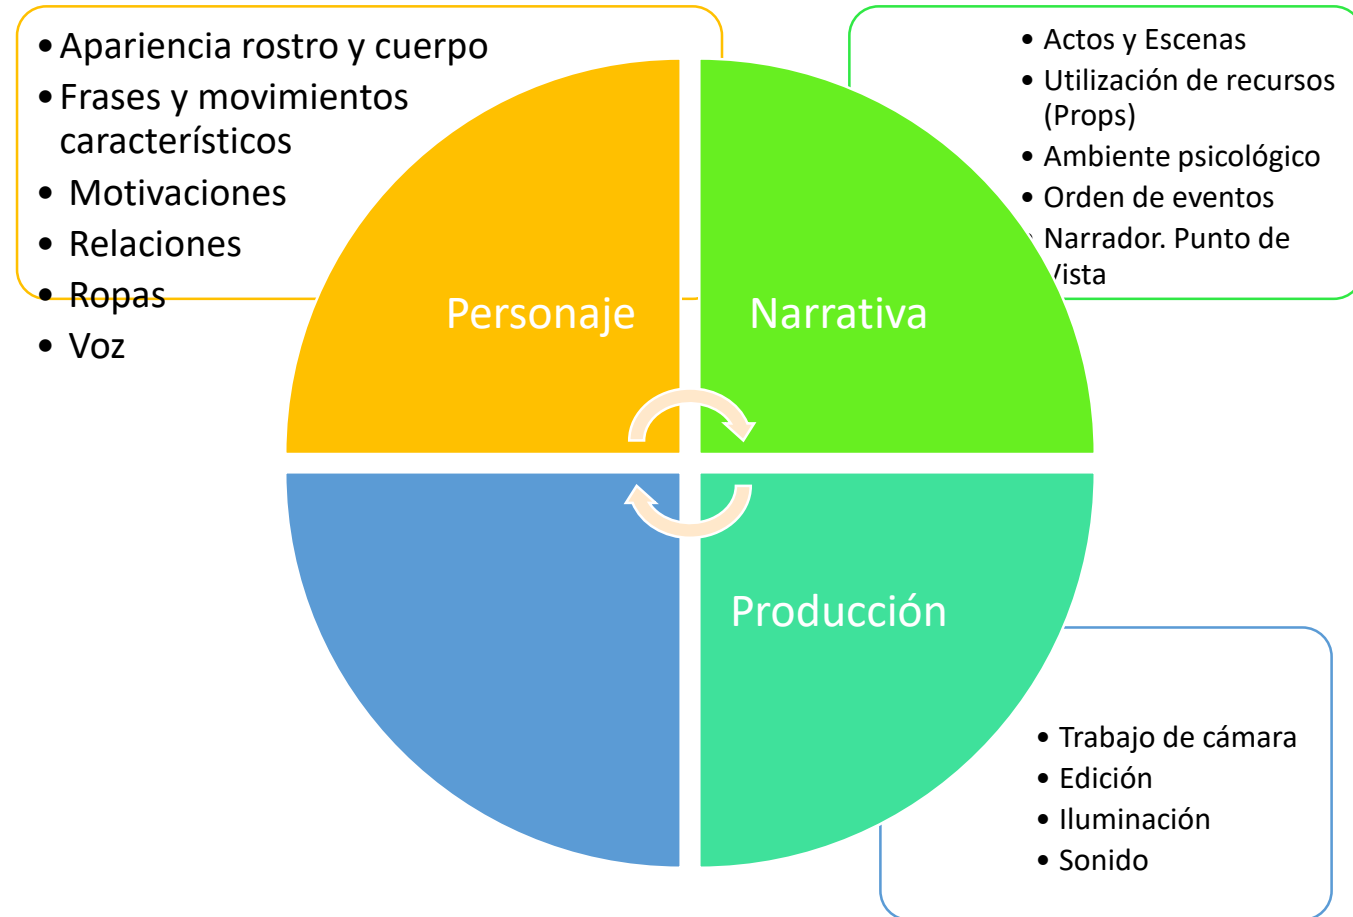 • Apariencia rostro y cuerpo
• Frases y movimientos
característicos
• Motivaciones
• Relaciones
• Ropas
• Voz
• Actos y Escenas
• Utilización de recursos
(Props)
• Ambiente psicológico
• Orden de eventos
• Narrador. Punto de
Vista
Personaje
Narrativa
Producción
• Trabajo de cámara
• Edición
• Iluminación
• Sonido